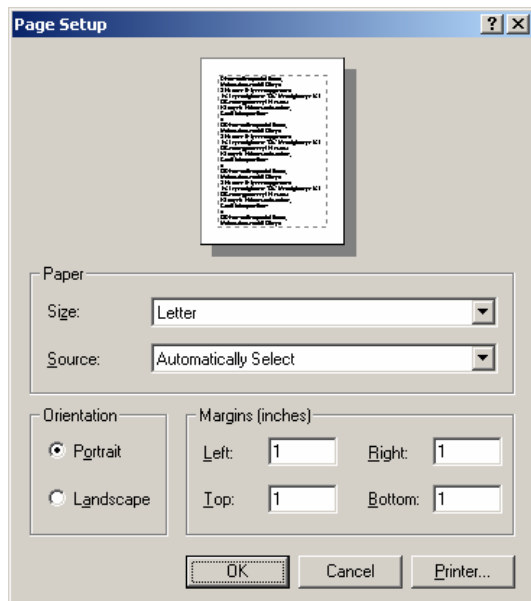 Page Setup
Paper
Size: Letter
Source: Automatically Select
Orientation
Portrait
Landscape
Margins (inches)
Left: 1 Right: 1
Top: 1 Bottom: 1
OK Cancel Printer...